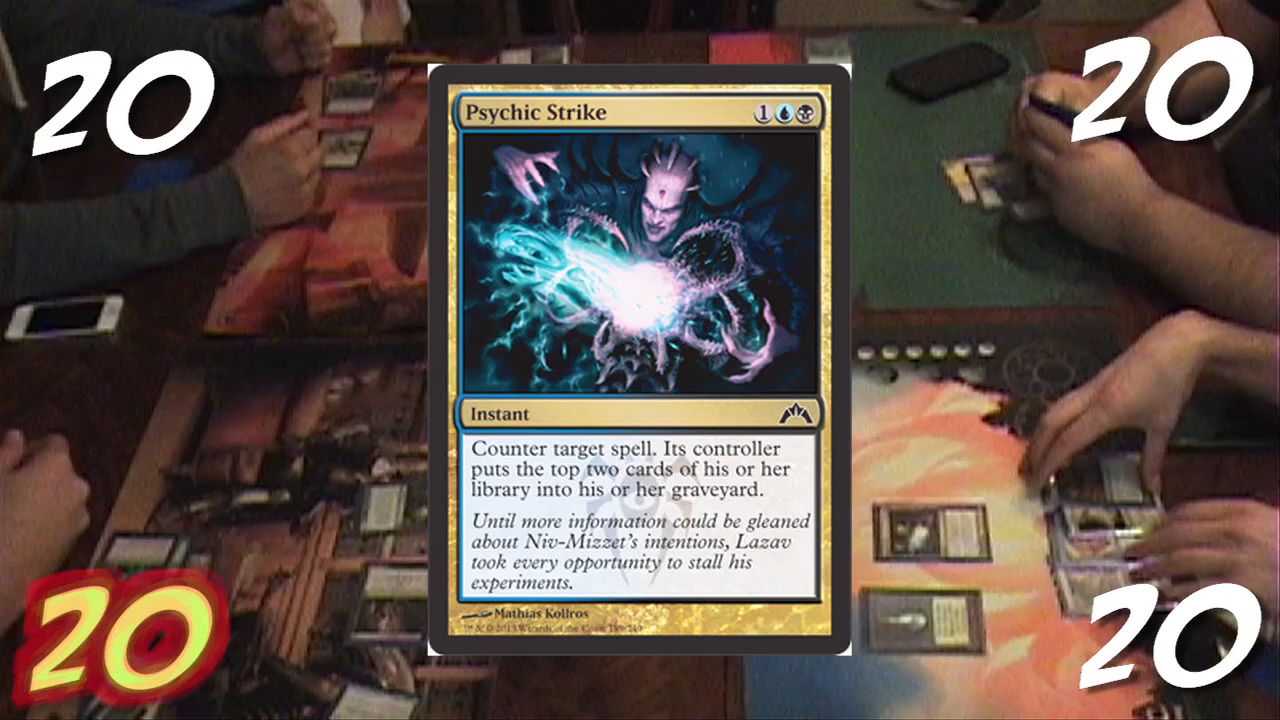 20
20
Psychic Strike
1
Counter target spell. Its controller
puts the top two cards of his or her
library into his or her graveyard.
Instant
Until more information could be gleaned
about Niv-Mizzet's intentions, Lazav
took every opportunity to stall his
experiments.
Mathias Kollros
20
20